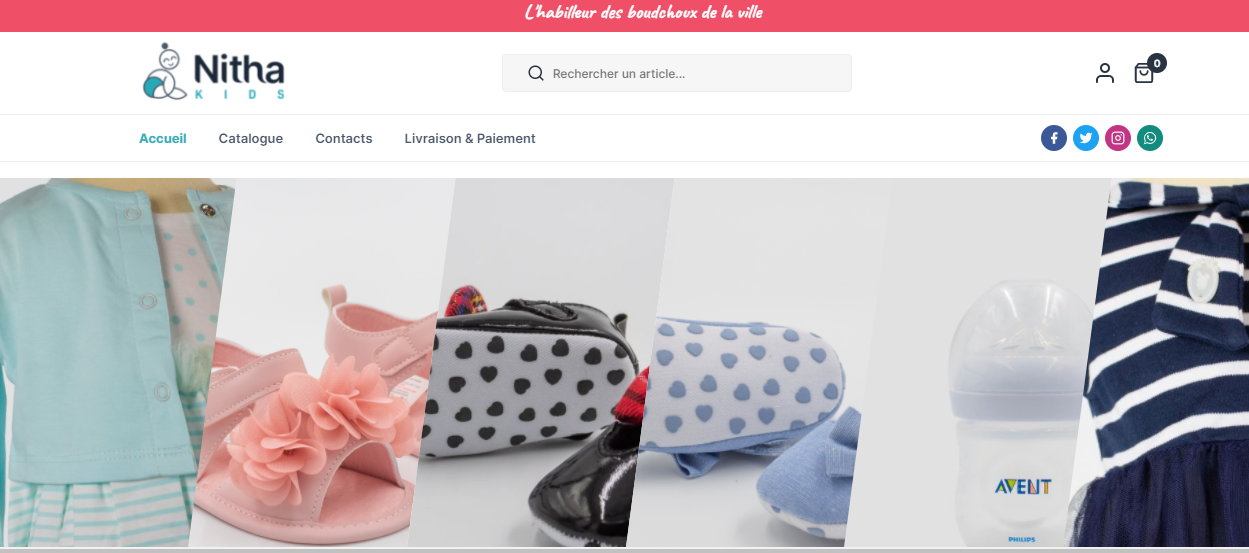 L'habilleur des boudchoux de la ville
Nitha
KIDS
Rechercher un article...
0
Accueil
Catalogue
Contacts
Livraison & Paiement
AVENT
PHILIPS